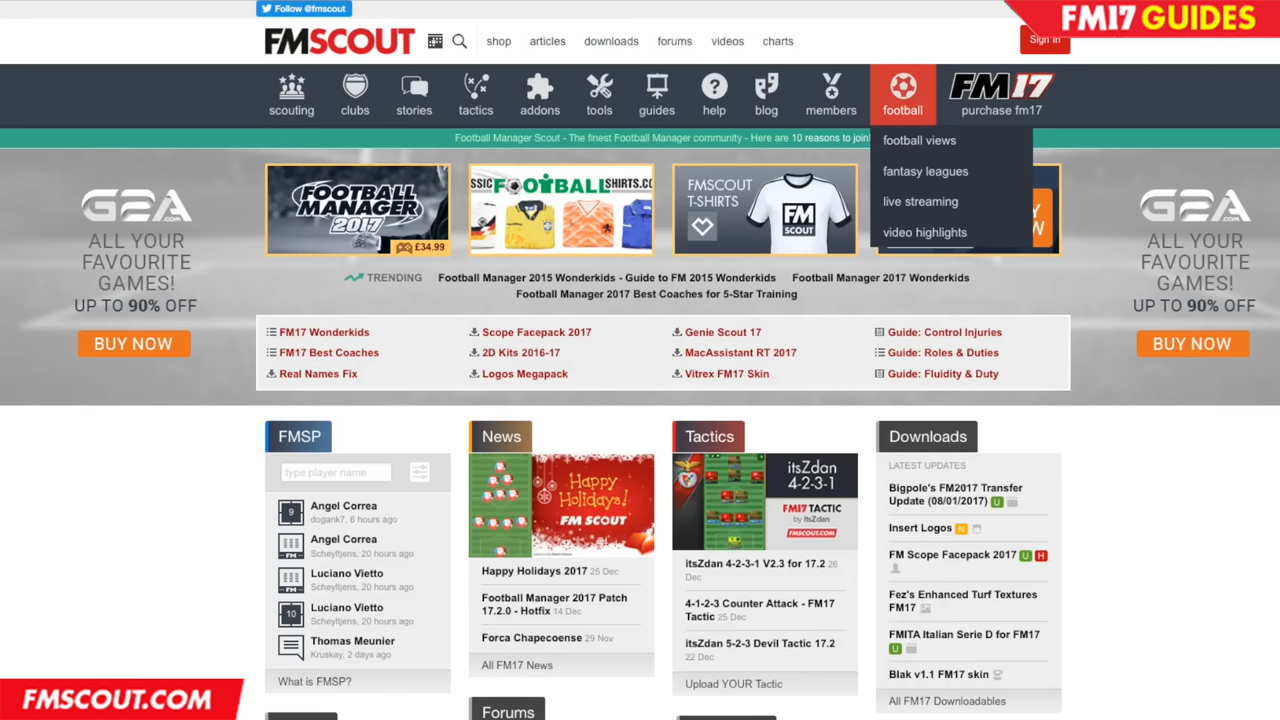 Follow @fmscout
FM17 GUIDES
FMSCOUT
shop
articles
downloads
forums
videos
charts
Sign In
scouting
clubs
stories
tactics
addons
tools
guides
help
blog
members
football
FM17
purchase fm17
Football Manager Scout - The finest Football Manager community - Here are 10 reasons to join!
football views
fantasy leagues
live streaming
video highlights
G2A.COM
ALL YOUR
FAVOURITE
GAMES!
UP TO 90% OFF
BUY NOW
FOOTBALL
MANAGER
2017
£34.99
SSIC FOOTBALL SHIRTS.CO
FMSCOUT
T-SHIRTS
FM
SCOUT
G2A.COM
ALL YOUR
FAVOURITE
GAMES!
UP TO 90% OFF
BUY NOW
TRENDING
Football Manager 2015 Wonderkids - Guide to FM 2015 Wonderkids
Football Manager 2017 Wonderkids
Football Manager 2017 Best Coaches for 5-Star Training
FM17 Wonderkids
Scope Facepack 2017
Genie Scout 17
Guide: Control Injuries
FM17 Best Coaches
2D Kits 2016-17
MacAssistant RT 2017
Guide: Roles & Duties
Real Names Fix
Logos Megapack
Vitrex FM17 Skin
Guide: Fluidity & Duty
FMSP
type player name
9
Angel Correa
dogank7, 6 hours ago
FM
Angel Correa
Scheyltjens, 20 hours ago
FM
Luciano Vietto
Scheyltjens, 20 hours ago
10
Luciano Vietto
Scheyltjens, 20 hours ago
Thomas Meunier
Kruskay, 2 days ago
What is FMSP?
News
Happy
Holidays!
FM SCOUT
Happy Holidays 2017 25 Dec
Football Manager 2017 Patch
17.2.0 - Hotfix 14 Dec
Forca Chapecoense 29 Nov
All FM17 News
Forums
Tactics
itsZdan
4-2-3-1
FM17 TACTIC
by itsZdan
FMSCOUT.COM
itsZdan 4-2-3-1 V2.3 for 17.2 26
Dec
4-1-2-3 Counter Attack - FM17
Tactic 25 Dec
itsZdan 5-2-3 Devil Tactic 17.2
22 Dec
Upload YOUR Tactic
Downloads
LATEST UPDATES
Bigpole's FM2017 Transfer
Update (08/01/2017) U
Insert Logos N
FM Scope Facepack 2017 U H
Fez's Enhanced Turf Textures
FM17
FMITA Italian Serie D for FM17
U
Blak v1.1 FM17 skin
All FM17 Downloadables
FMSCOUT.COM